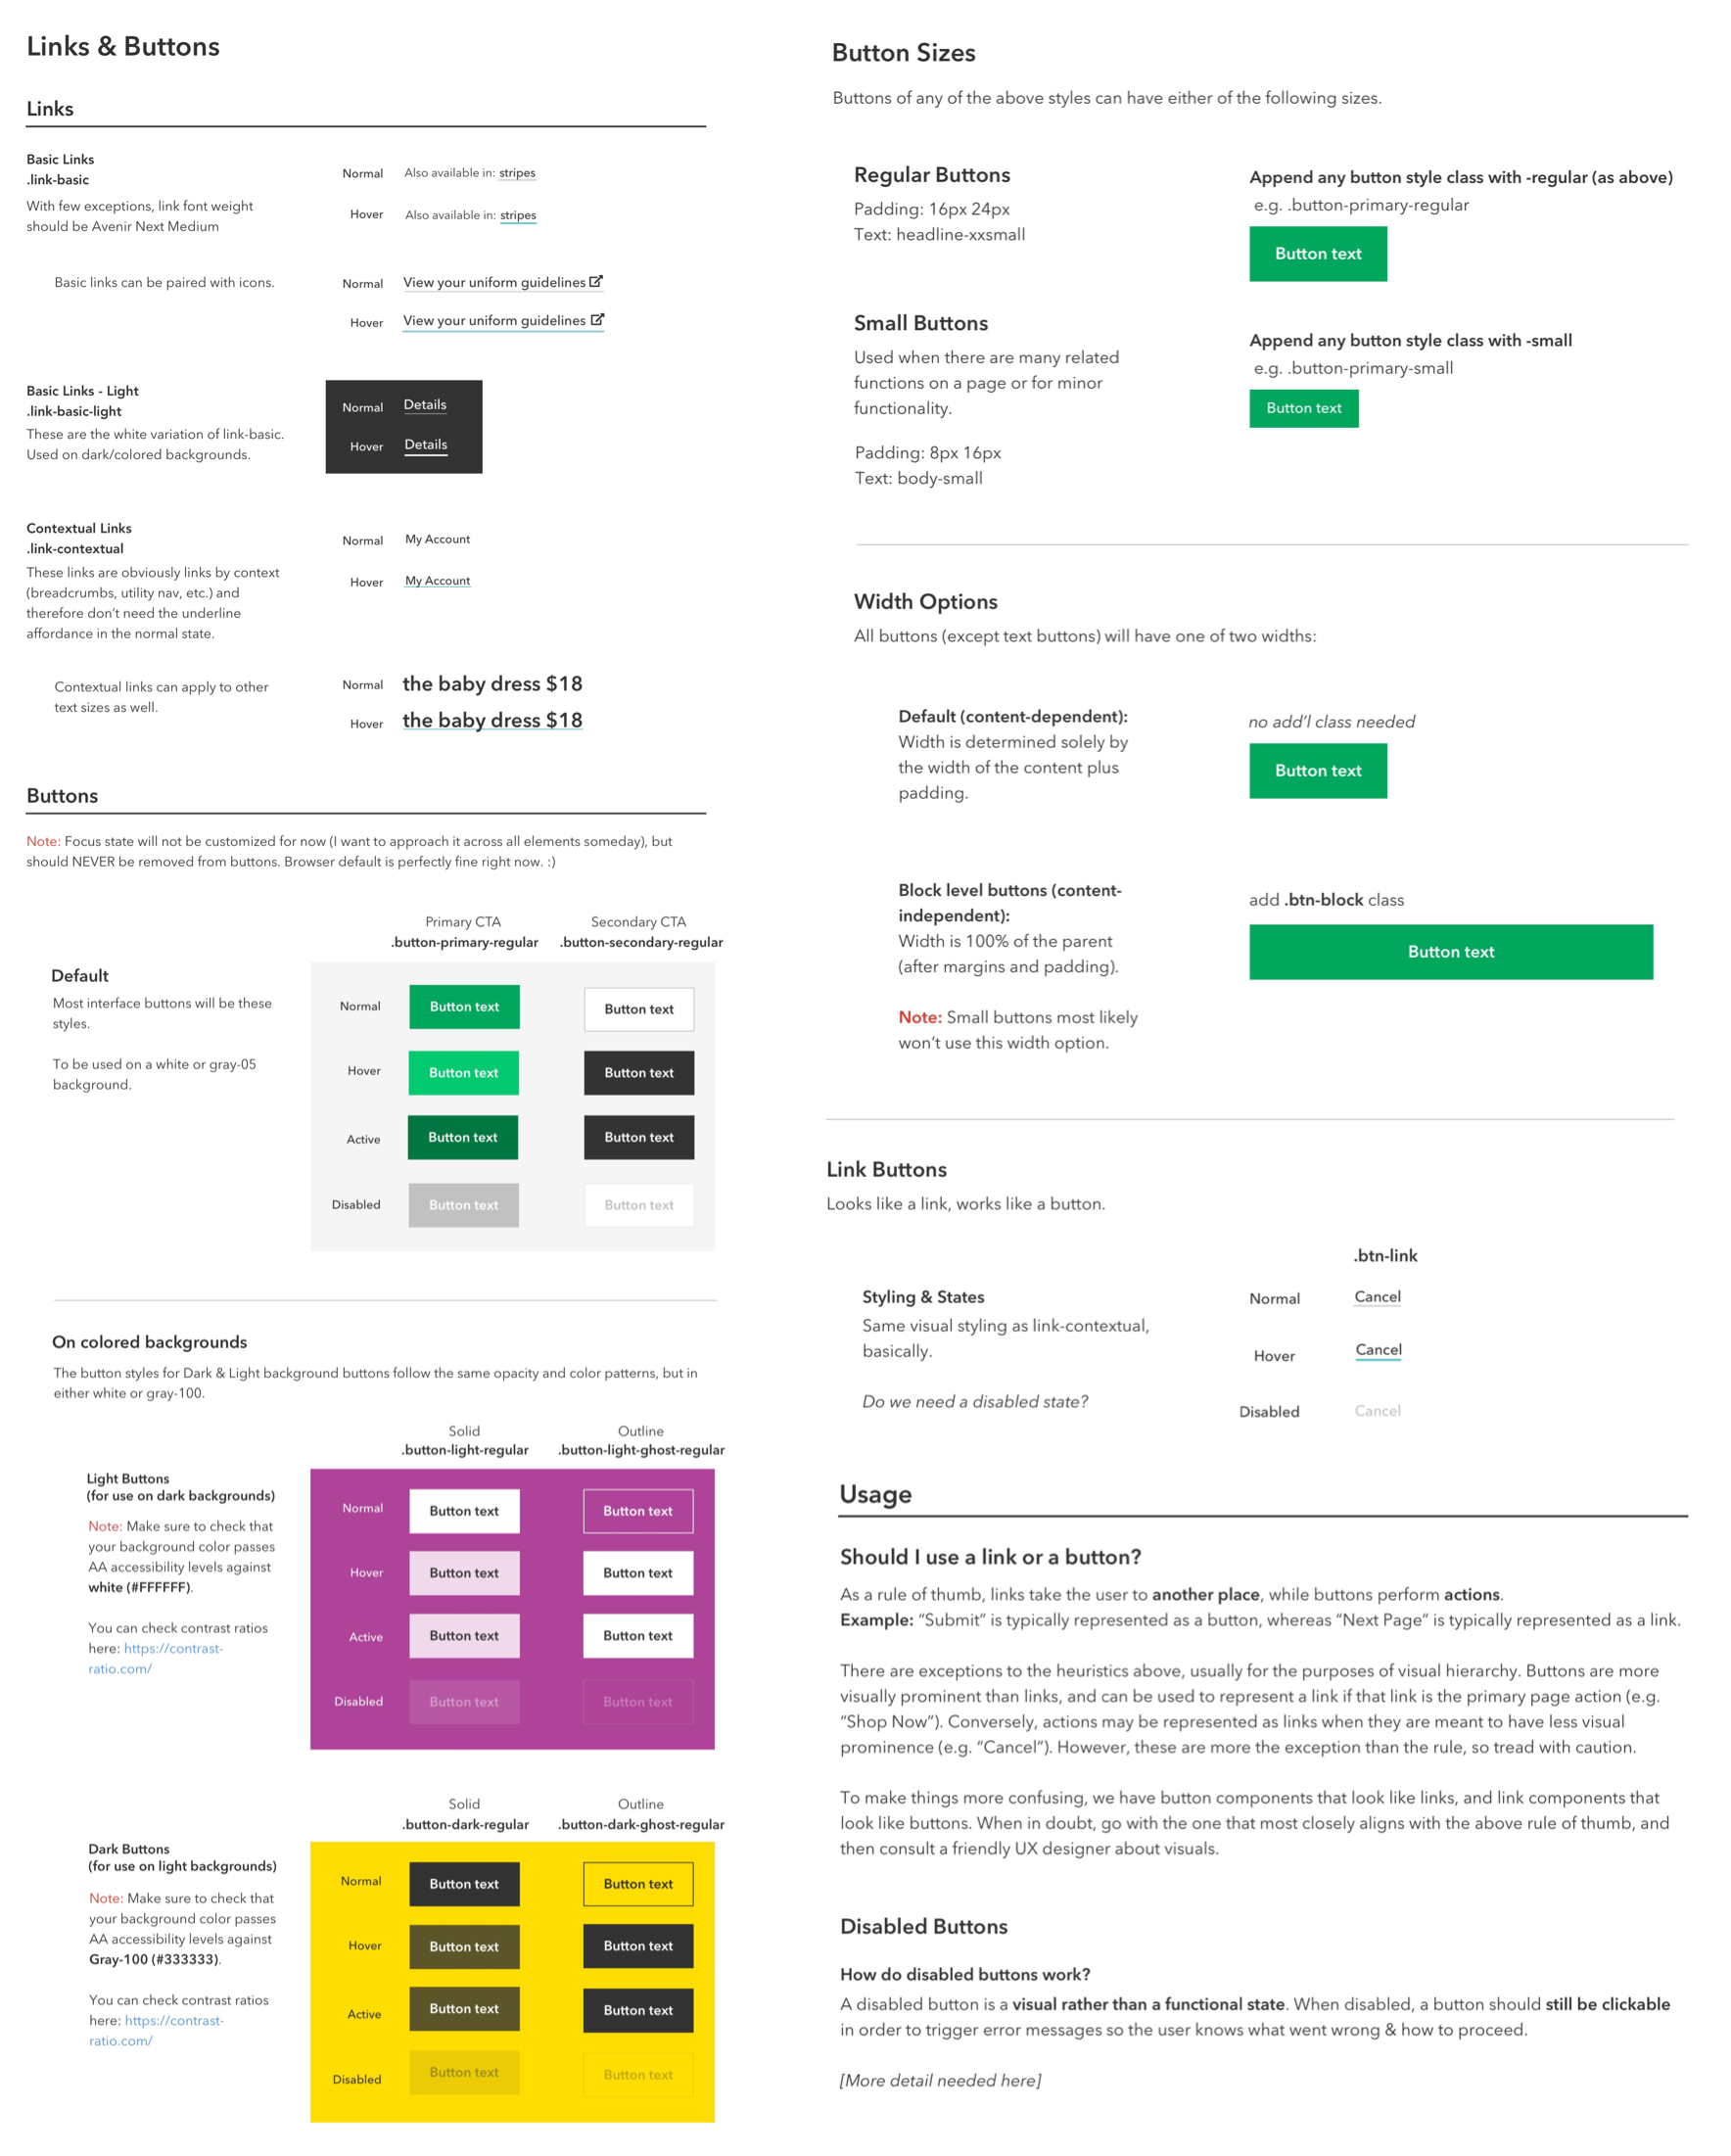 Links & Buttons
Links
Basic Links
.link-basic
With few exceptions, link font weight
should be Avenir Next Medium
Normal
Also available in: stripes
Hover
Also available in: stripes
Basic links can be paired with icons.
Normal
View your uniform guidelines
Hover
View your uniform guidelines
Basic Links - Light
.link-basic-light
These are the white variation of link-basic.
Used on dark/colored backgrounds.
Normal
Details
Hover
Details
Contextual Links
.link-contextual
These links are obviously links by context
(breadcrumbs, utility nav, etc.) and
therefore don't need the underline
affordance in the normal state.
Normal
My Account
Hover
My Account
Contextual links can apply to other
text sizes as well.
Normal
the baby dress $18
Hover
the baby dress $18
Buttons
Note: Focus state will not be customized for now (I want to approach it across all elements someday), but
should NEVER be removed from buttons. Browser default is perfectly fine right now. :)
Primary CTA
.button-primary-regular
Secondary CTA
.button-secondary-regular
Default
Most interface buttons will be these
styles.
To be used on a white or gray-05
background.
Normal
Button text
Button text
Hover
Button text
Button text
Active
Button text
Button text
Disabled
Button text
Button text
On colored backgrounds
The button styles for Dark & Light background buttons follow the same opacity and color patterns, but in
either white or gray-100.
Solid
.button-light-regular
Outline
.button-light-ghost-regular
Light Buttons
(for use on dark backgrounds)
Note: Make sure to check that
your background color passes
AA accessibility levels against
white (#FFFFFF).
You can check contrast ratios
here: https://contrast-
ratio.com/
Normal
Button text
Button text
Hover
Button text
Button text
Active
Button text
Button text
Disabled
Button text
Button text
Solid
.button-dark-regular
Outline
.button-dark-ghost-regular
Dark Buttons
(for use on light backgrounds)
Note: Make sure to check that
your background color passes
AA accessibility levels against
Gray-100 (#333333).
You can check contrast ratios
here: https://contrast-
ratio.com/
Normal
Button text
Button text
Hover
Button text
Button text
Active
Button text
Button text
Disabled
Button text
Button text
Button Sizes
Buttons of any of the above styles can have either of the following sizes.
Regular Buttons
Padding: 16px 24px
Text: headline-xxsmall
Append any button style class with -regular (as above)
e.g. .button-primary-regular
Button text
Small Buttons
Used when there are many related
functions on a page or for minor
functionality.
Padding: 8px 16px
Text: body-small
Append any button style class with -small
e.g. .button-primary-small
Button text
Width Options
All buttons (except text buttons) will have one of two widths:
Default (content-dependent):
Width is determined solely by
the width of the content plus
padding.
no add'l class needed
Button text
Block level buttons (content-
independent):
Width is 100% of the parent
(after margins and padding).
Note: Small buttons most likely
won't use this width option.
add .btn-block class
Button text
Link Buttons
Looks like a link, works like a button.
.btn-link
Styling & States
Same visual styling as link-contextual,
basically.
Do we need a disabled state?
Normal
Cancel
Hover
Cancel
Disabled
Cancel
Usage
Should I use a link or a button?
As a rule of thumb, links take the user to another place, while buttons perform actions.
Example: "Submit" is typically represented as a button, whereas "Next Page" is typically represented as a link.
There are exceptions to the heuristics above, usually for the purposes of visual hierarchy. Buttons are more
visually prominent than links, and can be used to represent a link if that link is the primary page action (e.g.
"Shop Now"). Conversely, actions may be represented as links when they are meant to have less visual
prominence (e.g. "Cancel"). However, these are more the exception than the rule, so tread with caution.
To make things more confusing, we have button components that look like links, and link components that
look like buttons. When in doubt, go with the one that most closely aligns with the above rule of thumb, and
then consult a friendly UX designer about visuals.
Disabled Buttons
How do disabled buttons work?
A disabled button is a visual rather than a functional state. When disabled, a button should still be clickable
in order to trigger error messages so the user knows what went wrong & how to proceed.
[More detail needed here]